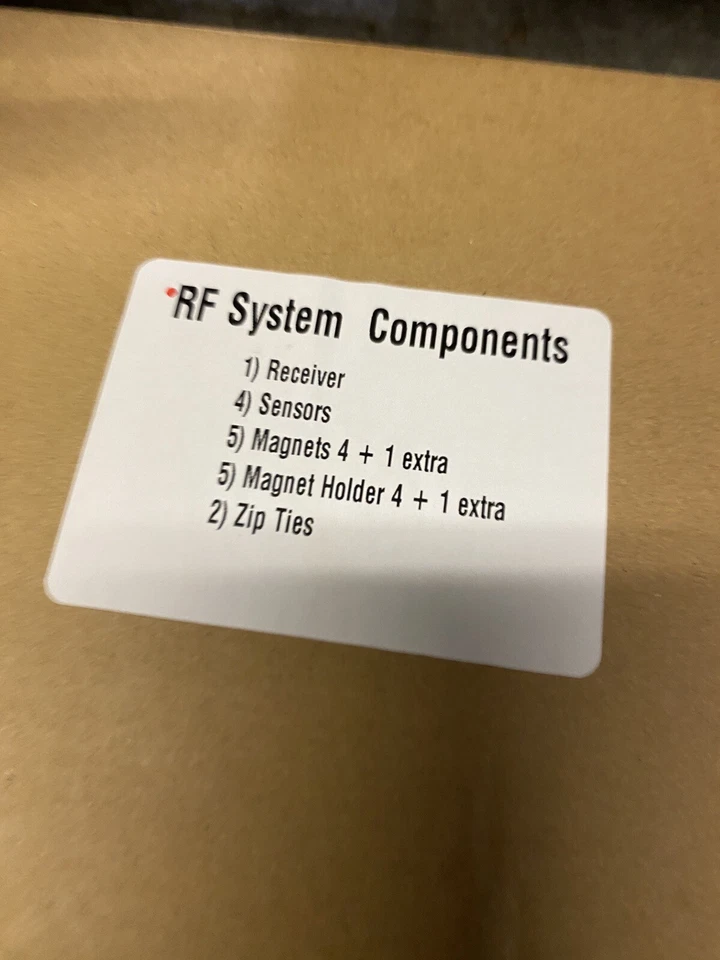 RF System Components
1) Receiver
4) Sensors
5) Magnets 4 + 1 extra
5) Magnet Holder 4 + 1 extra
2) Zip Ties